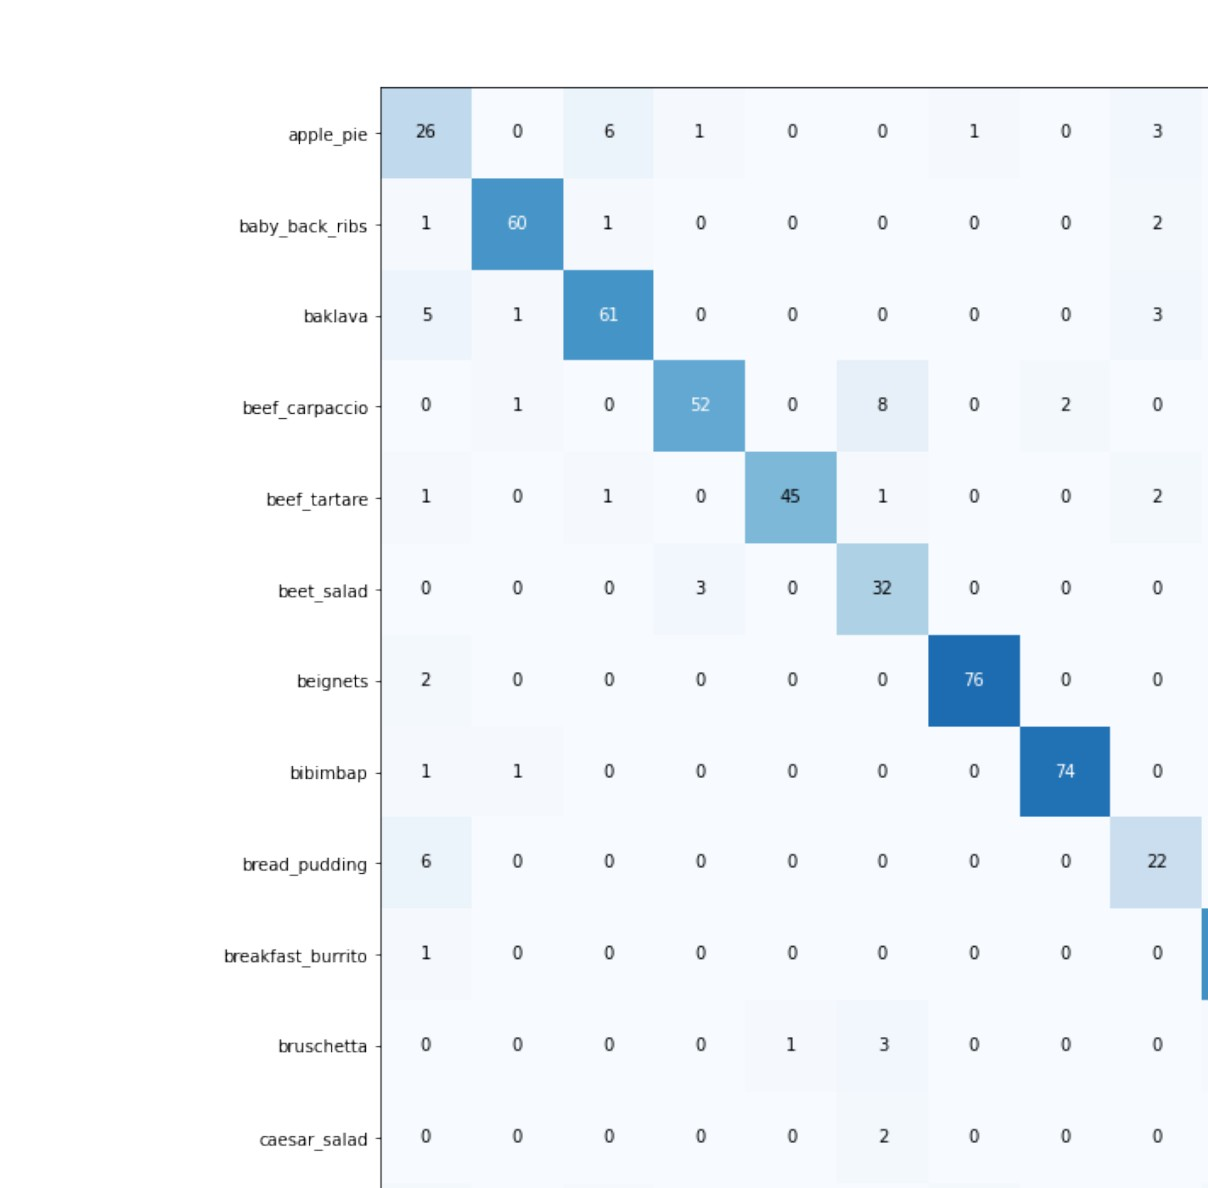 apple_pie 26 0 6 1 0 0 1 0 3
baby_back_ribs 1 60 1 0 0 0 0 0 2
baklava 5 1 61 0 0 0 0 0 3
beef_carpaccio 0 1 0 52 0 8 0 2 0
beef_tartare 1 0 1 0 45 1 0 0 2
beet_salad 0 0 0 3 0 32 0 0 0
beignets 2 0 0 0 0 0 76 0 0
bibimbap 1 1 0 0 0 0 0 74 0
bread_pudding 6 0 0 0 0 0 0 0 22
breakfast_burrito 1 0 0 0 0 0 0 0 0
bruschetta 0 0 0 0 1 3 0 0 0
caesar_salad 0 0 0 0 0 2 0 0 0